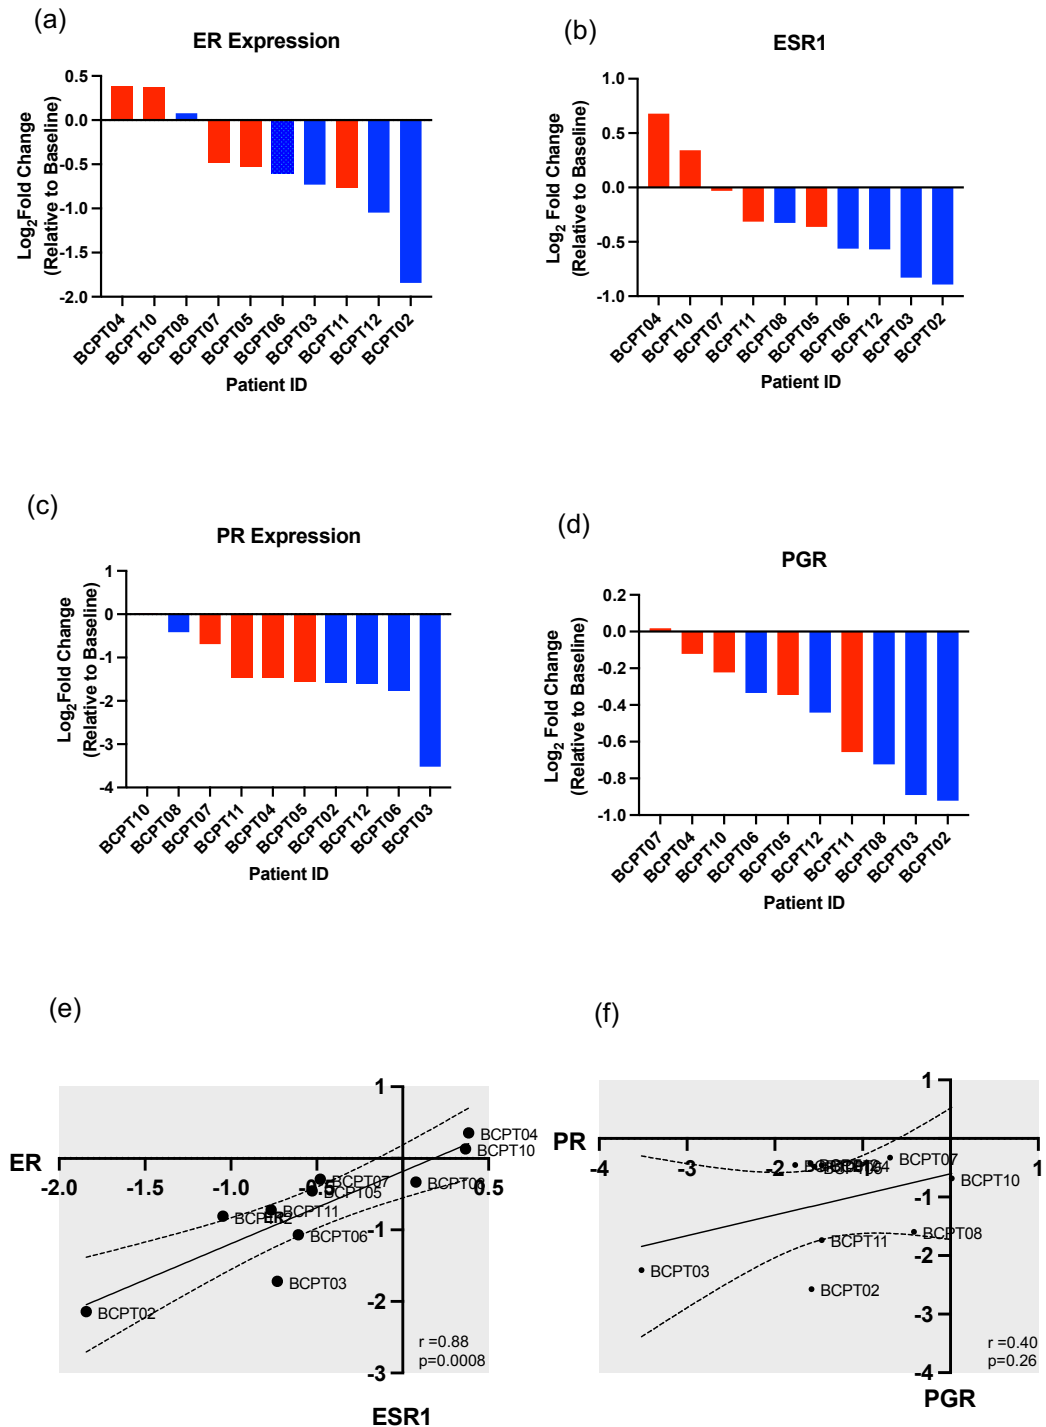 (a)
ER Expression
Log2Fold Change
(Relative to Baseline)
0.5
0.0
-0.5
-1.0
-1.5
-2.0
BCPT04
BCPT10
BCPT08
BCPT07
BCPT05
BCPT06
BCPT03
BCPT11
BCPT12
BCPT02
Patient ID
(b)
ESR1
Log2 Fold Change
(Relative to Baseline)
1.0
0.5
0.0
-0.5
-1.0
BCPT04
BCPT10
BCPT07
BCPT11
BCPT08
BCPT05
BCPT06
BCPT12
BCPT03
BCPT02
Patient ID
(c)
PR Expression
Log2Fold Change
(Relative to Baseline)
1
0
-1
-2
-3
-4
BCPT10
BCPT08
BCPT07
BCPT11
BCPT04
BCPT05
BCPT02
BCPT12
BCPT06
BCPT03
Patient ID
(d)
PGR
Log2 Fold Change
(Relative to Baseline)
0.2
0.0
-0.2
-0.4
-0.6
-0.8
-1.0
BCPT07
BCPT04
BCPT10
BCPT06
BCPT05
BCPT12
BCPT11
BCPT08
BCPT03
BCPT02
Patient ID
(e)
1
ER
-2.0
-1.5
-1.0
-0.5
0.5
-1
-2
-3
BCPT04
BCPT10
BCPT07
BCPT08
BCPT05
BCPT11
BCPT06
BCPT03
BCPT02
r =0.88
p=0.0008
ESR1
(f)
1
PR
-4
-3
-2
-1
1
-1
-2
-3
-4
BCPT07
BCPT10
BCPT08
BCPT11
BCPT03
BCPT02
r =0.40
p=0.26
PGR